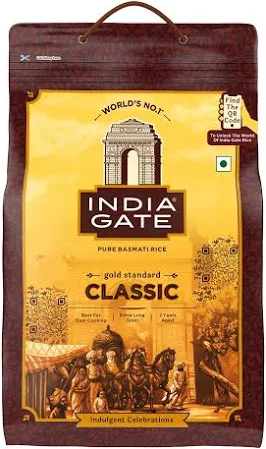 Find
The
QR
Code
To Unlock The World
Of India Gate Rice
WORLD'S NO.1
INDIA
GATE®
PURE BASMATI RICE
gold standard
CLASSIC
Best For
Dum Cooking
Extra Long
Grain
2 Years
Aged
Indulgent Celebrations